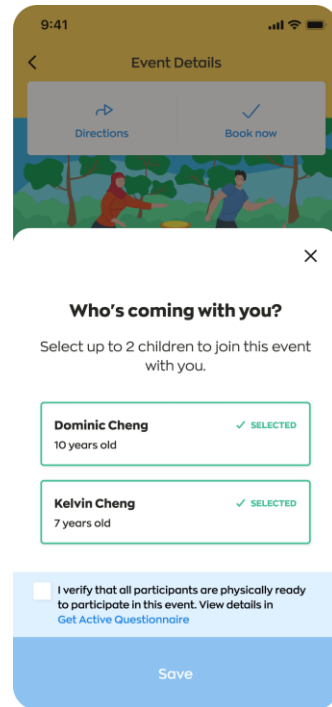 9:41
Event Details
Directions
Book now
Who's coming with you?
Select up to 2 children to join this event
with you.
Dominic Cheng
✓ SELECTED
10 years old
Kelvin Cheng
✓ SELECTED
7 years old
I verify that all participants are physically ready
to participate in this event. View details in
Get Active Questionnaire
Save